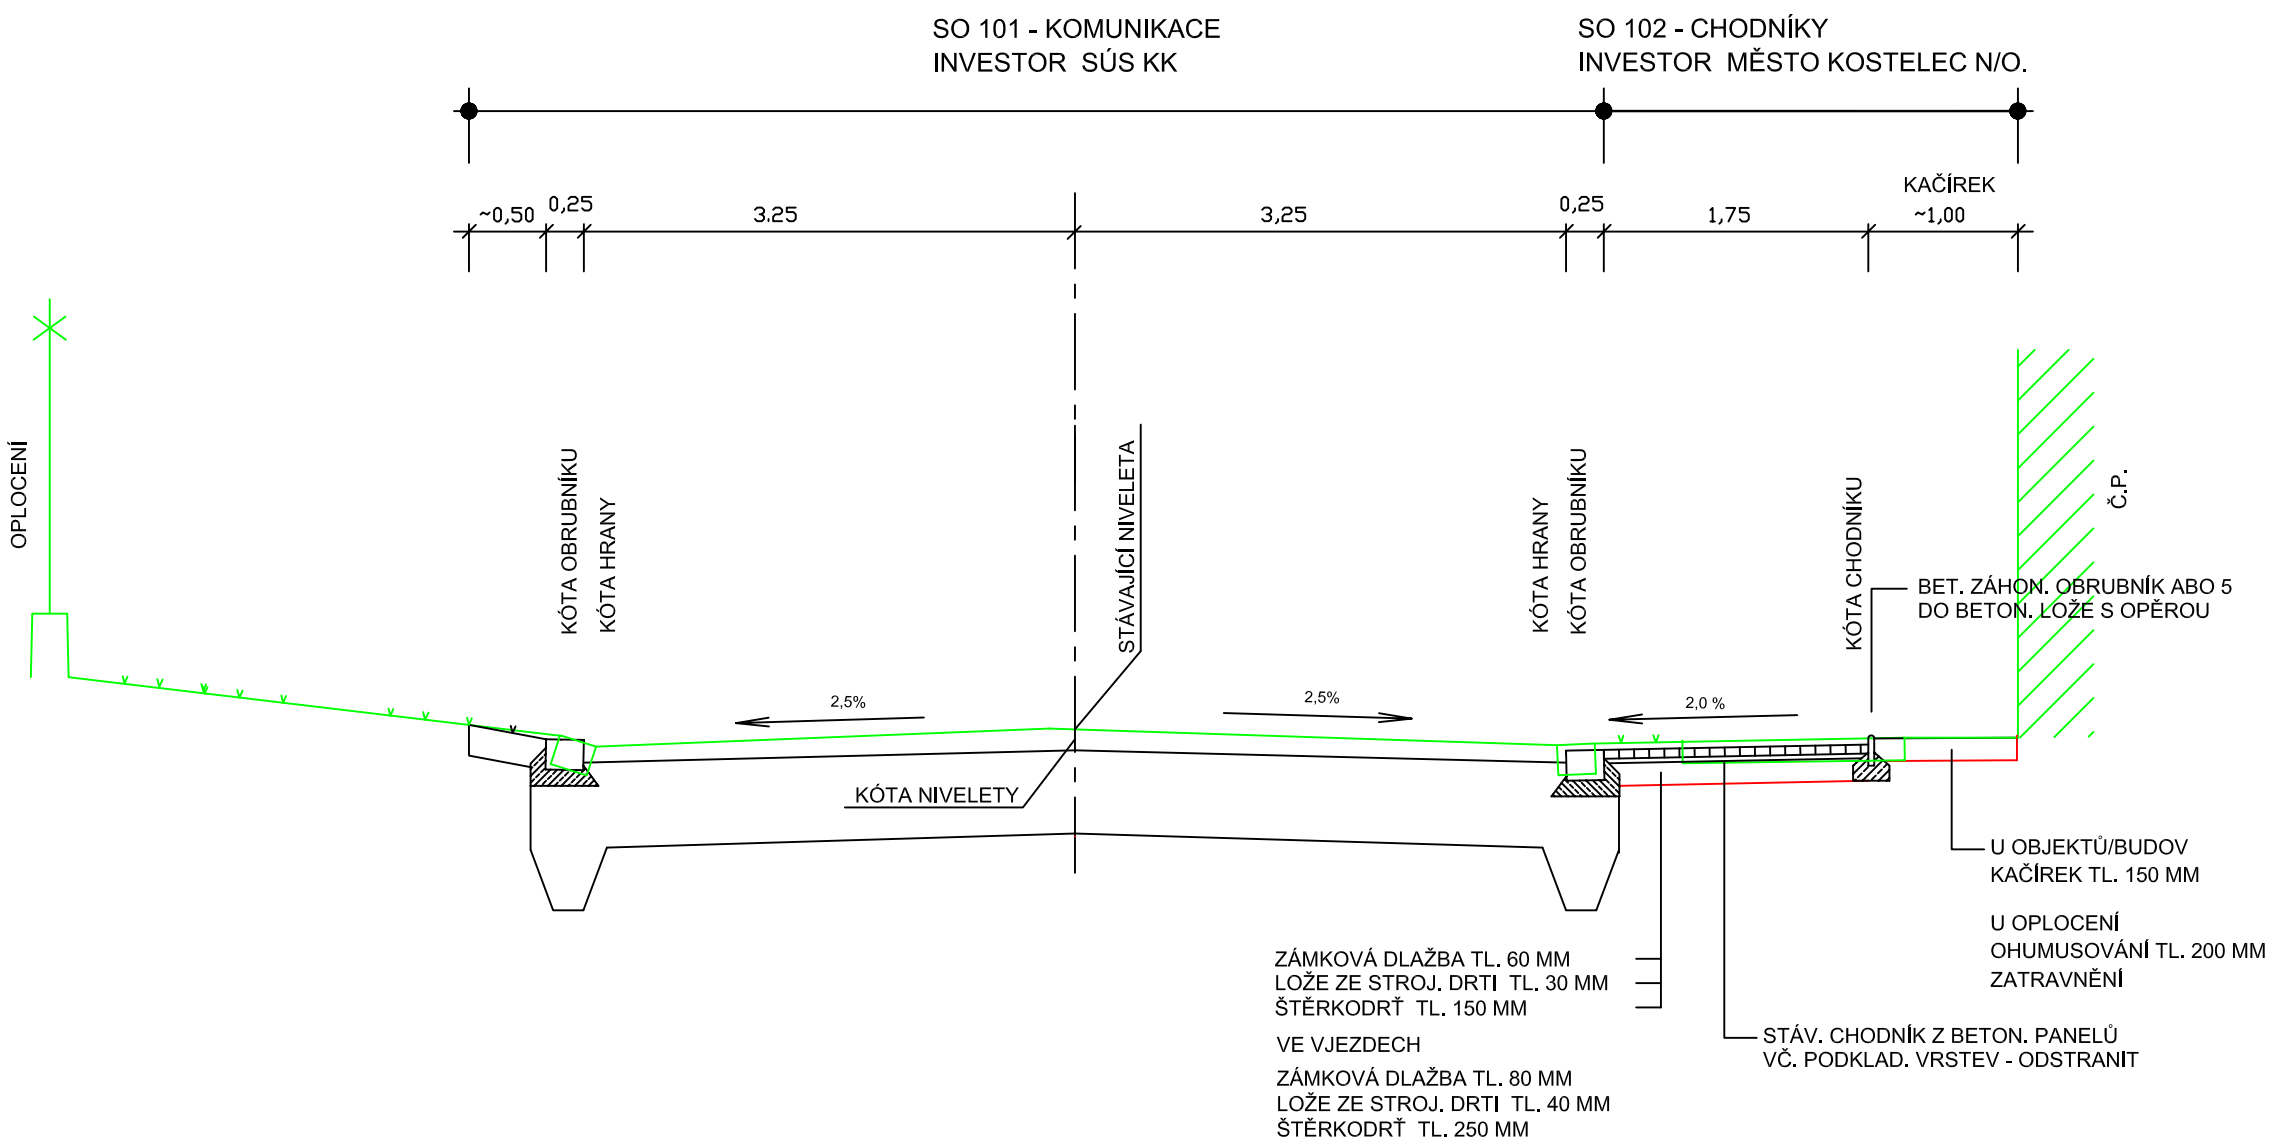 SO 101 - KOMUNIKACE
INVESTOR  SÚS KK
SO 102 - CHODNÍKY
INVESTOR  MĚSTO KOSTELEC N/O.
KAČÍREK
~0,50
0,25
3.25
3,25
0,25
1,75
~1,00
OPLOCENÍ
KÓTA OBRUBNÍKU
KÓTA HRANY
STÁVAJÍCÍ NIVELETA
KÓTA HRANY
KÓTA OBRUBNÍKU
KÓTA CHODNÍKU
Č.P.
BET. ZÁHON. OBRUBNÍK ABO 5
DO BETON. LOŽE S OPĚROU
2,5%
2,5%
2,0 %
KÓTA NIVELETY
U OBJEKTŮ/BUDOV
KAČÍREK TL. 150 MM
U OPLOCENÍ
OHUMUSOVÁNÍ TL. 200 MM
ZATRAVNĚNÍ
ZÁMKOVÁ DLAŽBA TL. 60 MM
LOŽE ZE STROJ. DRTI  TL. 30 MM
ŠTĚRKODRŤ  TL. 150 MM
VE VJEZDECH
ZÁMKOVÁ DLAŽBA TL. 80 MM
LOŽE ZE STROJ. DRTI  TL. 40 MM
ŠTĚRKODRŤ  TL. 250 MM
STÁV. CHODNÍK Z BETON. PANELŮ
VČ. PODKLAD. VRSTEV - ODSTRANIT